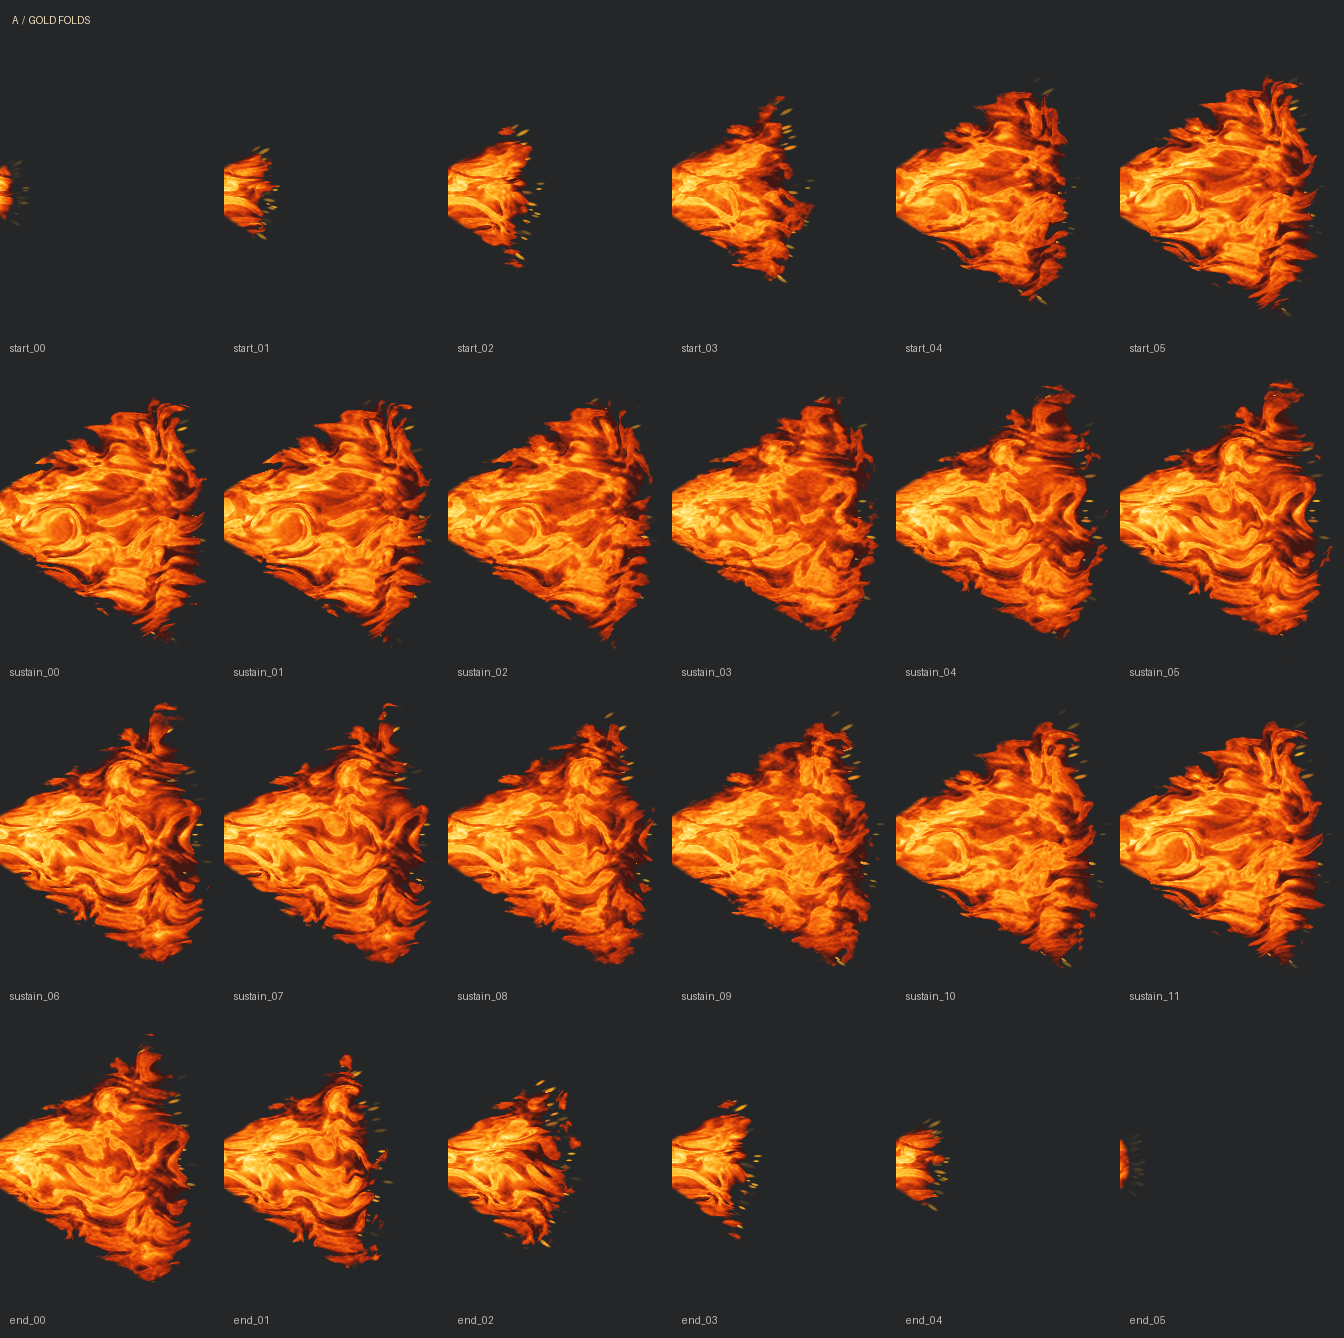 A / GOLD FOLDS
start_00 start_01 start_02 start_03 start_04 start_05
sustain_00 sustain_01 sustain_02 sustain_03 sustain_04 sustain_05
sustain_06 sustain_07 sustain_08 sustain_09 sustain_10 sustain_11
end_00 end_01 end_02 end_03 end_04 end_05